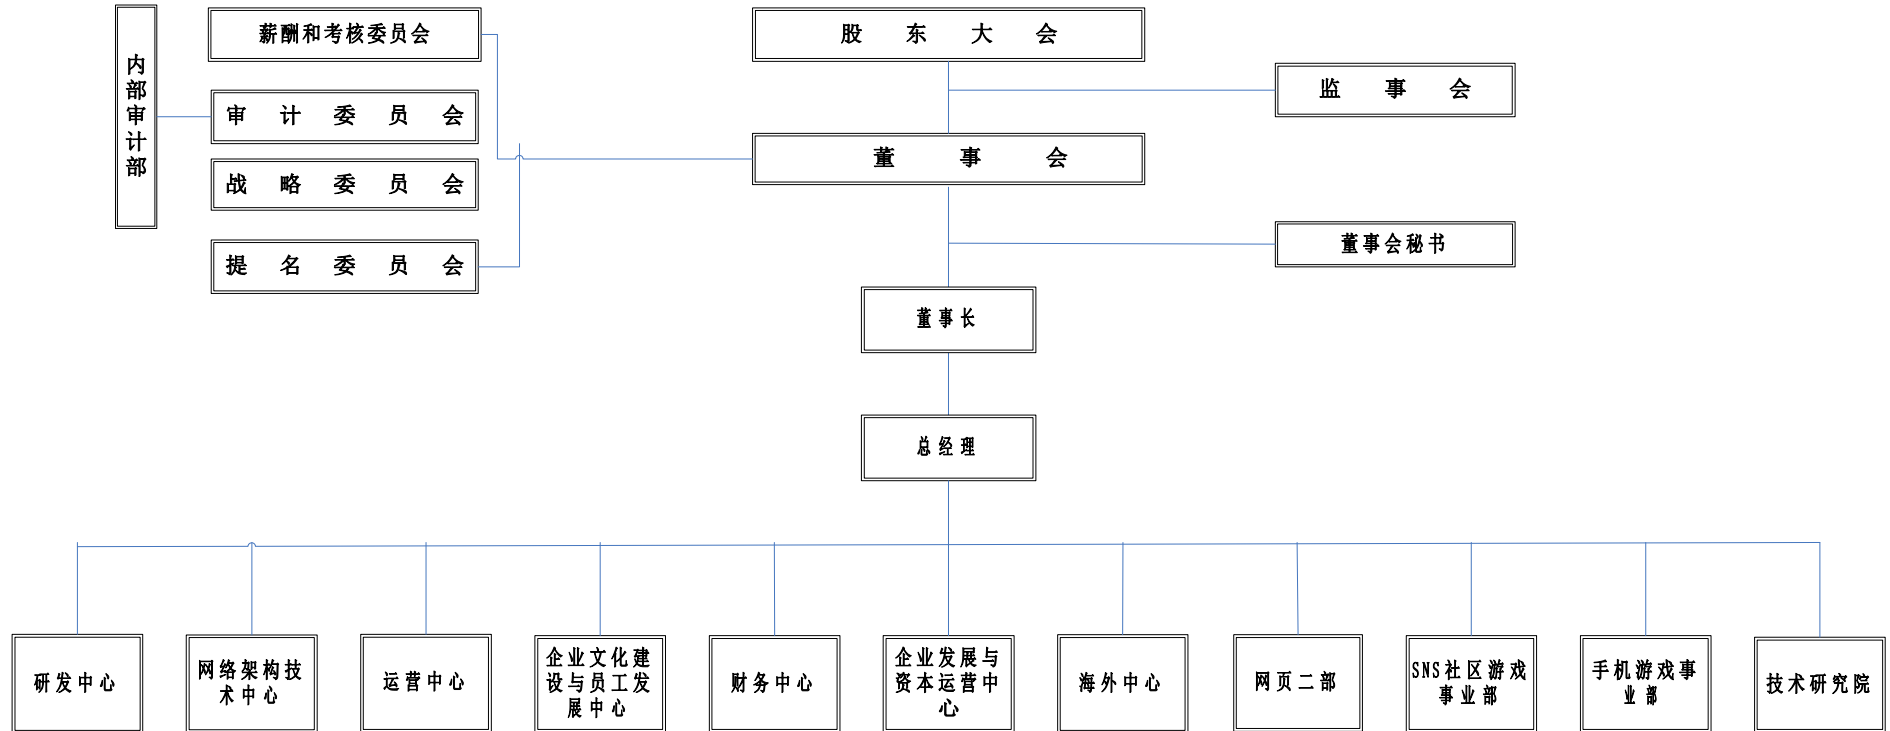 薪酬和考核委员会
股东大会
内部审计部
监事会
审计委员会
董事会
战略委员会
董事会秘书
提名委员会
董事长
总经理
研发中心
网络架构技
术中心
运营中心
企业文化建
设与员工发
展中心
财务中心
企业发展与
资本运营中
心
海外中心
网页二部
SNS社区游戏
事业部
手机游戏事
业部
技术研究院